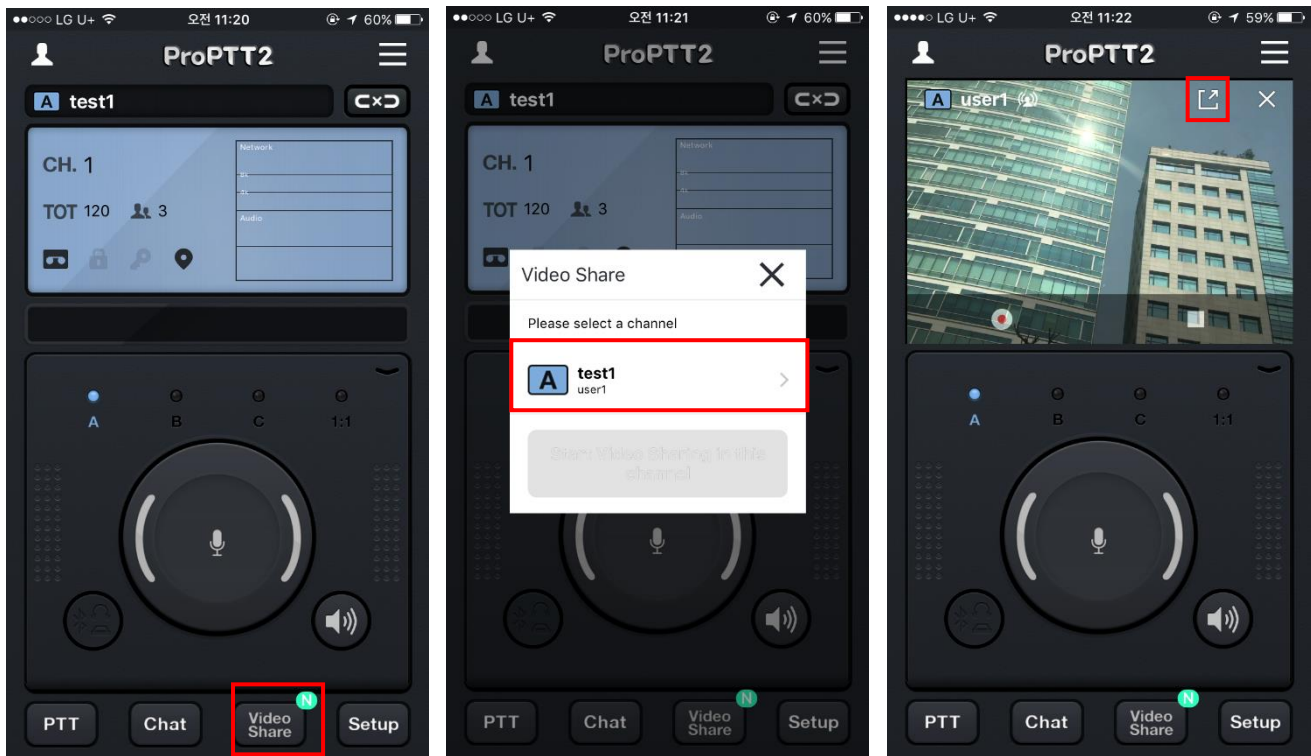 LG U+ 오전 11:20 60%
ProPTT2
A test1
CH. 1
TOT 120 3
Network
Audio
A B C 1:1
N
PTT Chat Video Share Setup
LG U+ 오전 11:21 60%
ProPTT2
A test1
CH. 1
TOT 120 3
Network
Audio
Video Share
Please select a channel
A test1
user1
Start Video Sharing in this
channel
N
PTT Chat Video Share Setup
LG U+ 오전 11:22 59%
ProPTT2
A user1
A B C 1:1
N
PTT Chat Video Share Setup